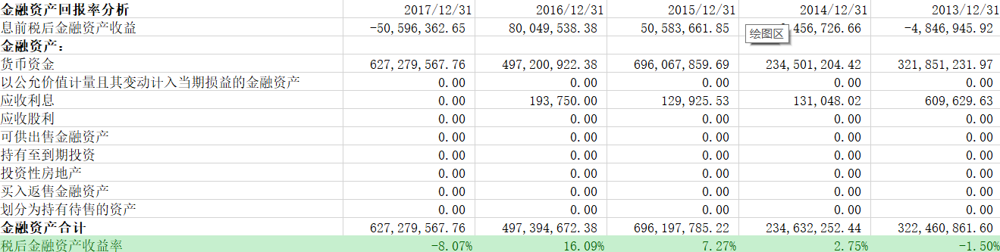 金融资产回报率分析 2017/12/31 2016/12/31 2015/12/31 2014/12/31 2013/12/31
息前税后金融资产收益 -50,596,362.65 80,049,538.38 50,583,661.85 456,726.66 -4,846,945.92
绘图区
金融资产：
货币资金 627,279,567.76 497,200,922.38 696,067,859.69 234,501,204.42 321,851,231.97
以公允价值计量且其变动计入当期损益的金融资产 0.00 0.00 0.00 0.00 0.00
应收利息 0.00 193,750.00 129,925.53 131,048.02 609,629.63
应收股利 0.00 0.00 0.00 0.00 0.00
可供出售金融资产 0.00 0.00 0.00 0.00 0.00
持有至到期投资 0.00 0.00 0.00 0.00 0.00
投资性房地产 0.00 0.00 0.00 0.00 0.00
买入返售金融资产 0.00 0.00 0.00 0.00 0.00
划分为持有待售的资产 0.00 0.00 0.00 0.00 0.00
金融资产合计 627,279,567.76 497,394,672.38 696,197,785.22 234,632,252.44 322,460,861.60
税后金融资产收益率 -8.07% 16.09% 7.27% 2.75% -1.50%